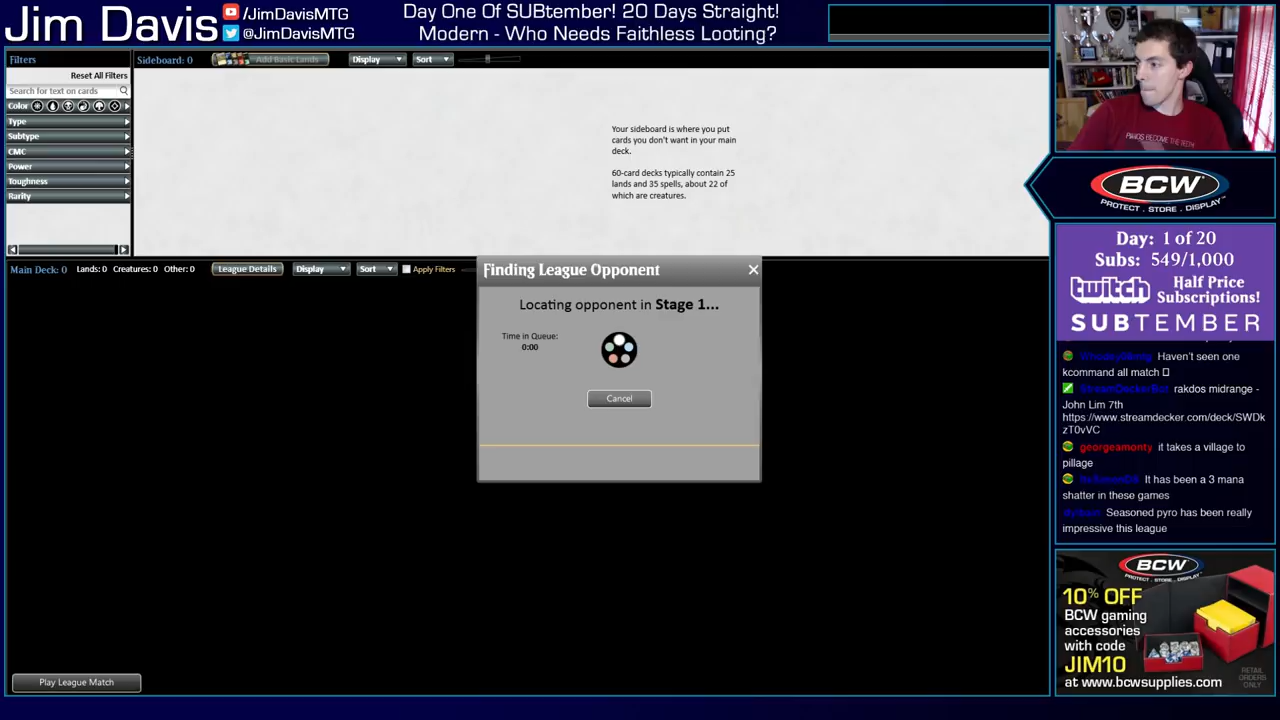 Jim Davis
/JimDavisMTG
@JimDavisMTG
Day One Of SUBtember! 20 Days Straight!
Modern - Who Needs Faithless Looting?
Filters
Reset All Filters
Search for text on cards
Color
Type
Subtype
CMC
Power
Toughness
Rarity
Sideboard: 0
Add Basic Lands
Display
Sort
Your sideboard is where you put
cards you don't want in your main
deck.
60-card decks typically contain 25
lands and 35 spells, about 22 of
which are creatures.
Main Deck: 0
Lands: 0
Creatures: 0
Other: 0
League Details
Display
Sort
Apply Filters
Finding League Opponent
Locating opponent in Stage 1...
Time in Queue:
0:00
Cancel
Play League Match
BCW
PROTECT. STORE. DISPLAY.
Day: 1 of 20
Subs: 549/1,000
twitch
Half Price
Subscriptions!
SUBTEMBER
Haven't seen one
kcommand all match
StreamDeckerBot rakdos midrange -
John Lim 7th
https://www.streamdecker.com/deck/SWDk
zT0vVC
georgeamonty it takes a village to
pillage
It has been a 3 mana
shatter in these games
Seasoned pyro has been really
impressive this league
BCW
PROTECT. STORE. DISPLAY.
10% OFF
BCW gaming
accessories
with code
JIM10
at www.bcwsupplies.com
RETAIL
ORDERS
ONLY